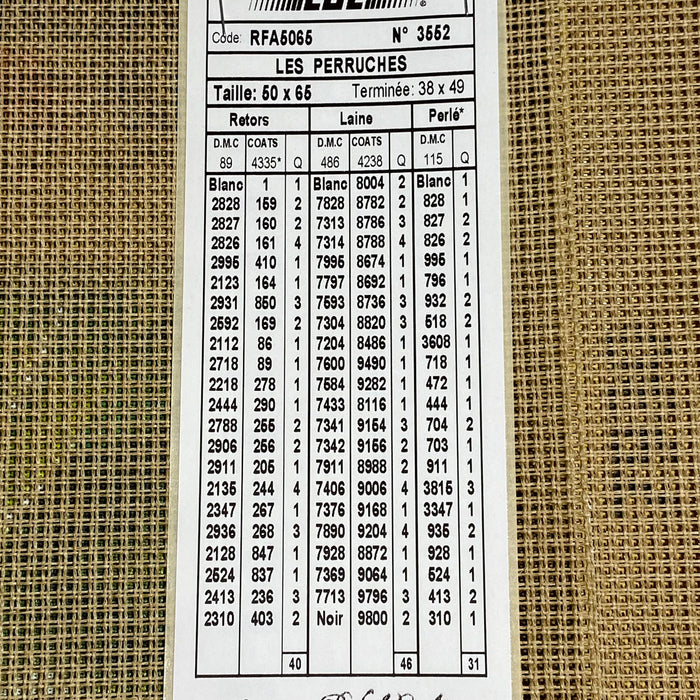 ®
Code: RFA5065 N° 3552
LES PERRUCHES
Taille: 50 x 65 Terminée: 38 x 49
Retors Laine Perlé*
D.M.C COATS D.M.C COATS D.M.C
89 4335* Q 486 4238 Q 115 Q
Blanc 1 1 Blanc 8004 2 Blanc 1
2828 159 2 7828 8782 2 828 1
2827 160 2 7313 8786 3 827 2
2826 161 4 7314 8788 4 826 2
2995 410 1 7995 8674 1 995 1
2123 164 1 7797 8692 1 796 1
2931 850 3 7593 8736 3 932 2
2592 169 2 7304 8820 3 518 2
2112 86 1 7204 8486 1 3608 1
2718 89 1 7600 9490 1 718 1
2218 278 1 7584 9282 1 472 1
2444 290 1 7433 8116 1 444 1
2788 255 2 7341 9154 3 704 2
2906 256 2 7342 9156 2 703 1
2911 205 1 7911 8988 2 911 1
2135 244 4 7406 9006 4 3815 3
2347 267 1 7376 9168 1 3347 1
2936 268 3 7890 9204 4 935 2
2128 847 1 7928 8872 1 928 1
2524 837 1 7369 9064 1 524 1
2413 236 3 7713 9796 3 413 2
2310 403 2 Noir 9800 2 310 1
40 46 31